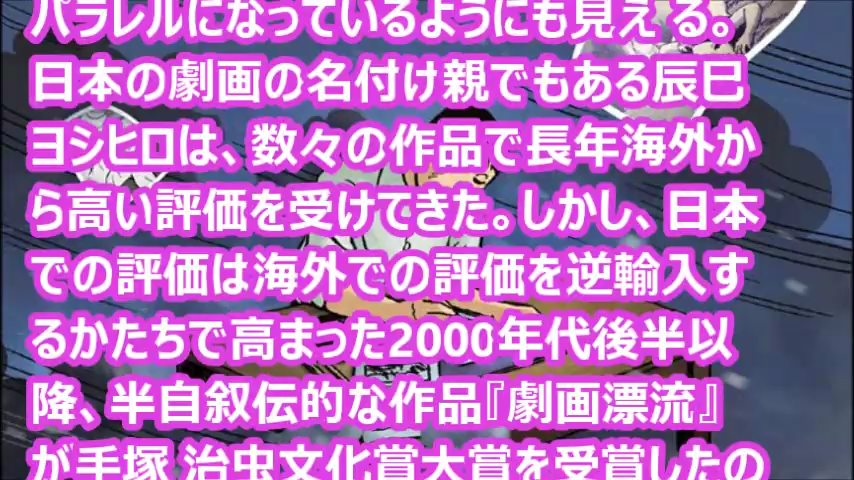 パラレルになっているようにも見え る。
日本の劇画の名付け親でもある辰巳
ヨシヒロは、数々の作品で長年海外か
ら高い評価を受けてきた。しかし、日本
での評価は海外での評価を逆輸入す
るかたちで高まった2000年代後半以
降、半自叙伝的な作品『劇画漂流』
が手塚 治虫文化賞大賞を受賞したの